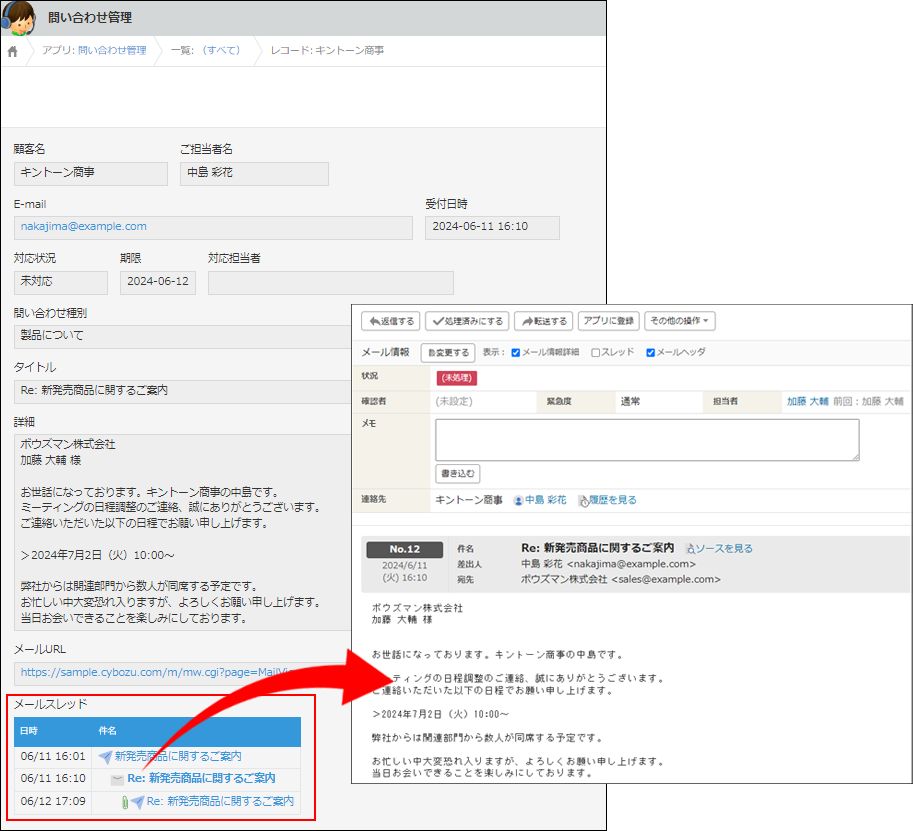 問い合わせ管理
アプリ: 問い合わせ管理 一覧: （すべて） レコード: キントーン商事
顧客名 ご担当者名
キントーン商事 中島 彩花
E-mail 受付日時
nakajima@example.com 2024-06-11 16:10
対応状況 期限 対応担当者
未対応 2024-06-12
問い合わせ種別
製品について
タイトル
Re: 新発売商品に関するご案内
詳細
ボウズマン株式会社
加藤 大輔 様
お世話になっております。キントーン商事の中島です。
ミーティングの日程調整のご連絡、誠にありがとうございます。
ご連絡いただいた以下の日程でお願い申し上げます。
＞2024年7月2日（火）10:00～
弊社からは関連部門から数人が同席する予定です。
お忙しい中大変恐れ入りますが、よろしくお願い申し上げます。
当日お会いできることを楽しみにしております。
メールURL
https://sample.cybozu.com/m/mw.cgi?page=MailVi
メールスレッド
日時 件名
06/11 16:01 新発売商品に関するご案内
06/11 16:10 Re: 新発売商品に関するご案内
06/12 17:09 Re: 新発売商品に関するご案内
返信する 処理済みにする 転送する アプリに登録 その他の操作
メール情報 変更する 表示： メール情報詳細 スレッド メールヘッダ
状況 (未処理)
確認者 (未設定) 緊急度 通常 担当者 加藤 大輔 前回：加藤 大輔
メモ
書き込む
連絡先 キントーン商事 中島 彩花 履歴を見る
No.12 件名 Re: 新発売商品に関するご案内 ソースを見る
2024/6/11 差出人 中島 彩花 <nakajima@example.com>
(火) 16:10 宛先 ボウズマン株式会社 <sales@example.com>
ボウズマン株式会社
加藤 大輔 様
お世話になっております。キントーン商事の中島です。
ティングの日程調整のご連絡、誠にありがとうございます。
ご連絡いただいた以下の日程でお願い申し上げます。
＞2024年7月2日（火）10:00～
弊社からは関連部門から数人が同席する予定です。
お忙しい中大変恐れ入りますが、よろしくお願い申し上げます。
当日お会いできることを楽しみにしております。